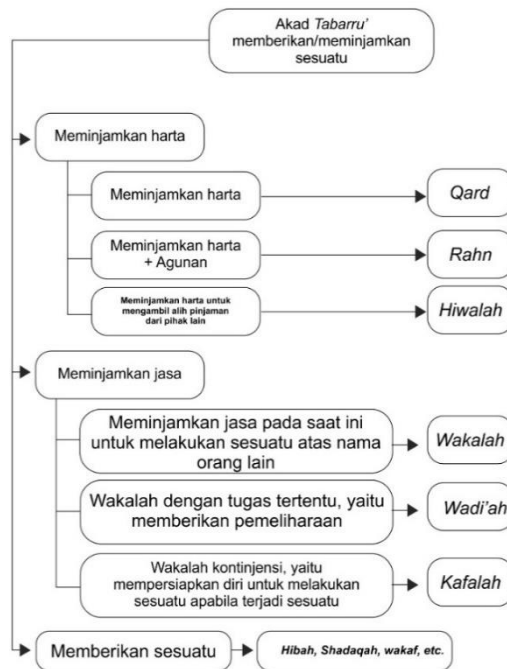 Akad Tabarru’
memberikan/meminjamkan
sesuatu
Meminjamkan harta
Meminjamkan harta
Qard
Meminjamkan harta
+ Agunan
Rahn
Meminjamkan harta untuk
mengambil alih pinjaman
dari pihak lain
Hiwalah
Meminjamkan jasa
Meminjamkan jasa pada saat ini
untuk melakukan sesuatu atas nama
orang lain
Wakalah
Wakalah dengan tugas tertentu, yaitu
memberikan pemeliharaan
Wadi’ah
Wakalah kontinjensi, yaitu
mempersiapkan diri untuk melakukan
sesuatu apabila terjadi sesuatu
Kafalah
Memberikan sesuatu
Hibah, Shadaqah, wakaf, etc.